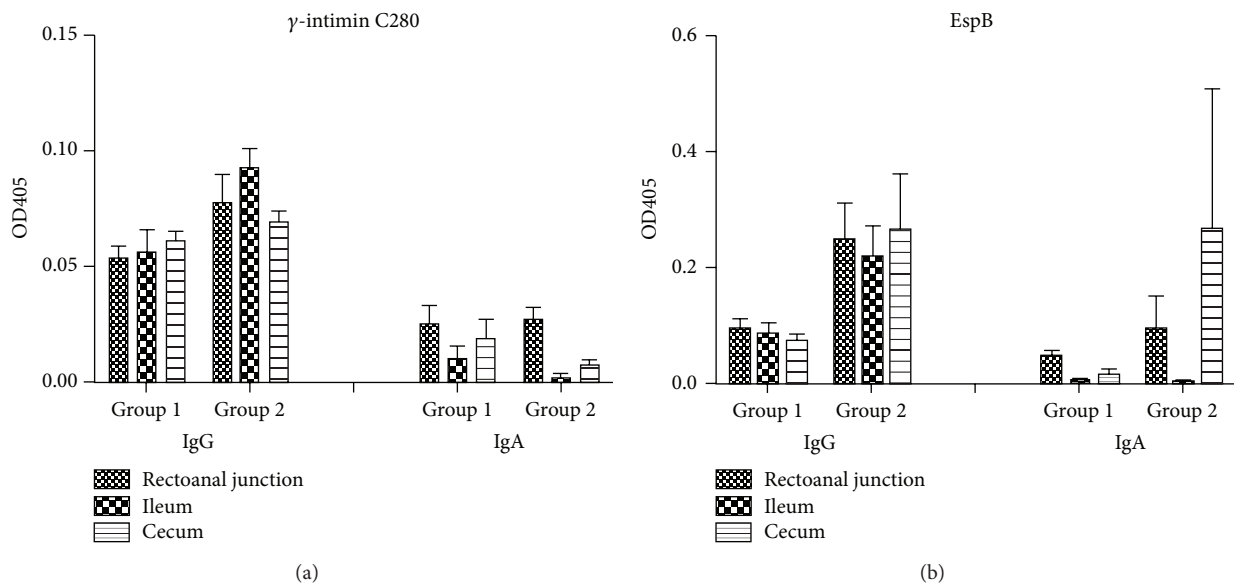 γ-intimin C280
0.15
0.10
0.05
0.00
OD405
Group 1 Group 2 Group 1 Group 2
IgG IgA
Rectoanal junction
Ileum
Cecum
(a)
EspB
0.6
0.4
0.2
0.0
OD405
Group 1 Group 2 Group 1 Group 2
IgG IgA
Rectoanal junction
Ileum
Cecum
(b)